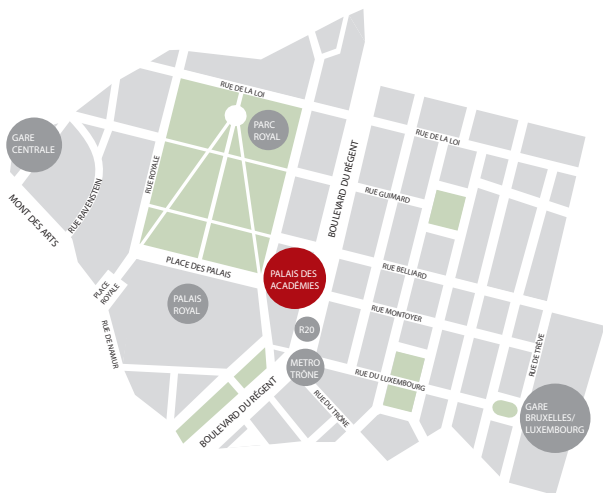 RUE DE LA LOI
PARC
ROYAL
RUE DE LA LOI
GARE
CENTRALE
RUE ROYALE
RUE GUIMARD
BOULEVARD DU RÉGENT
MONT DES ARTS
RUE RAVENSTEIN
PLACE DES PALAIS
PALAIS DES
ACADÉMIES
RUE BELLIARD
PLACE
ROYALE
PALAIS
ROYAL
RUE MONTOYER
R20
RUE DE NAMUR
METRO
TRÔNE
RUE DU LUXEMBOURG
RUE DE TRÈVE
BOULEVARD DU RÉGENT
RUE DU TRÔNE
GARE
BRUXELLES/
LUXEMBOURG